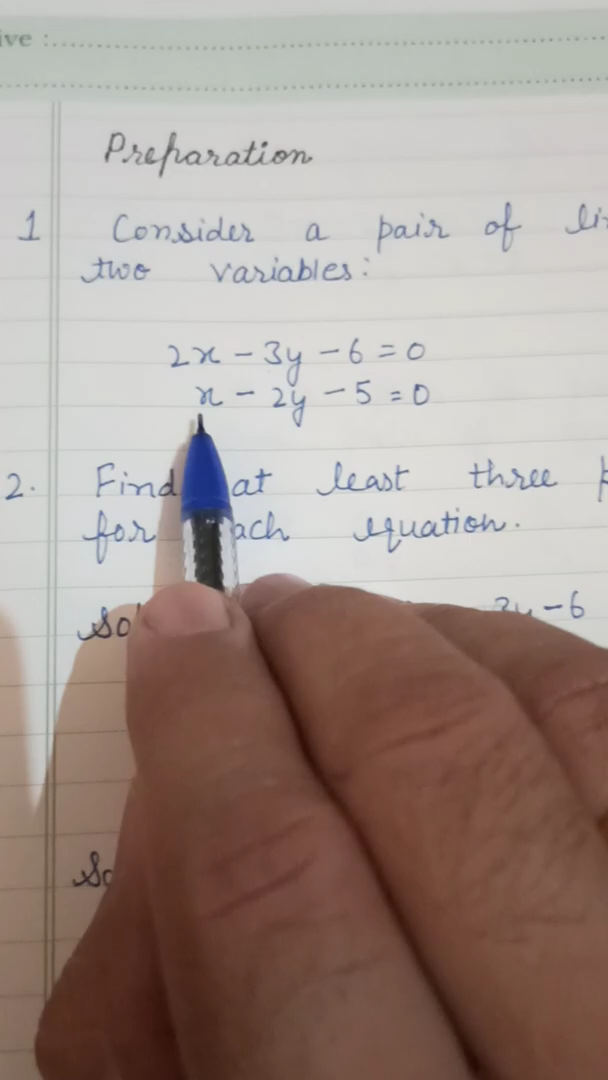 ive :
Preparation
1 Consider a pair of
two variables:
2x - 3y - 6 = 0
x - 2y - 5 = 0
2. Find at least three
for equation.
- 6